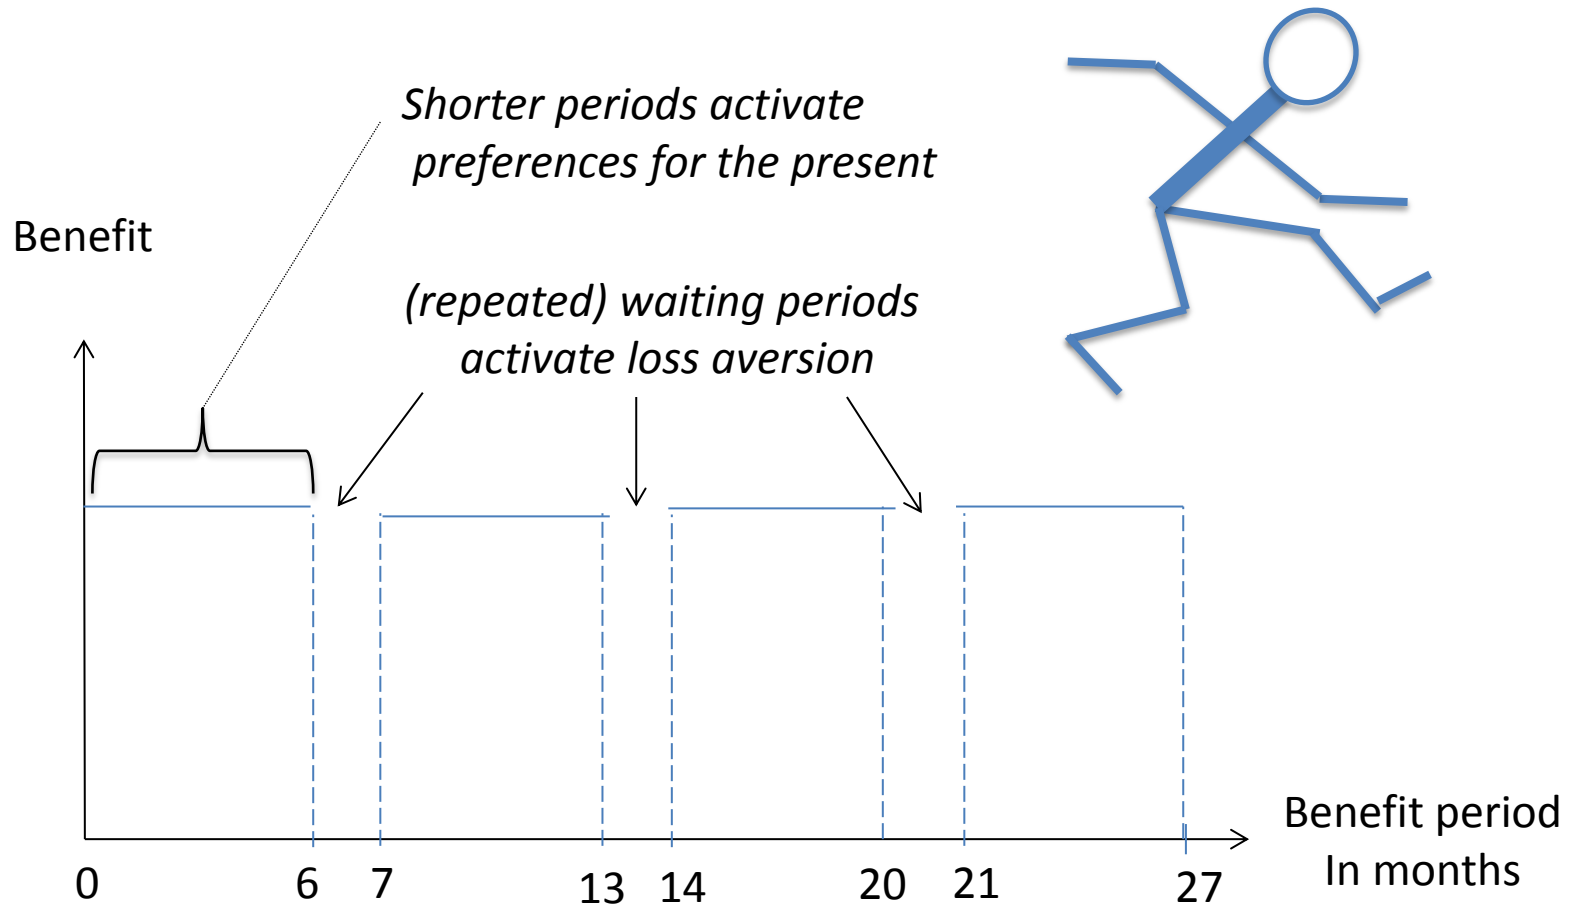 Shorter periods activate
preferences for the present
Benefit
(repeated) waiting periods
activate loss aversion
0 6 7 13 14 20 21 27
Benefit period
In months